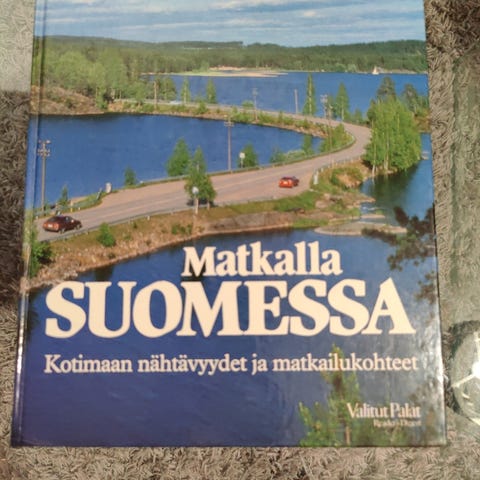 Matkalla
SUOMESSA
Kotimaan nähtävyydet ja matkailukohteet
Valitut Palat
Reader's Digest